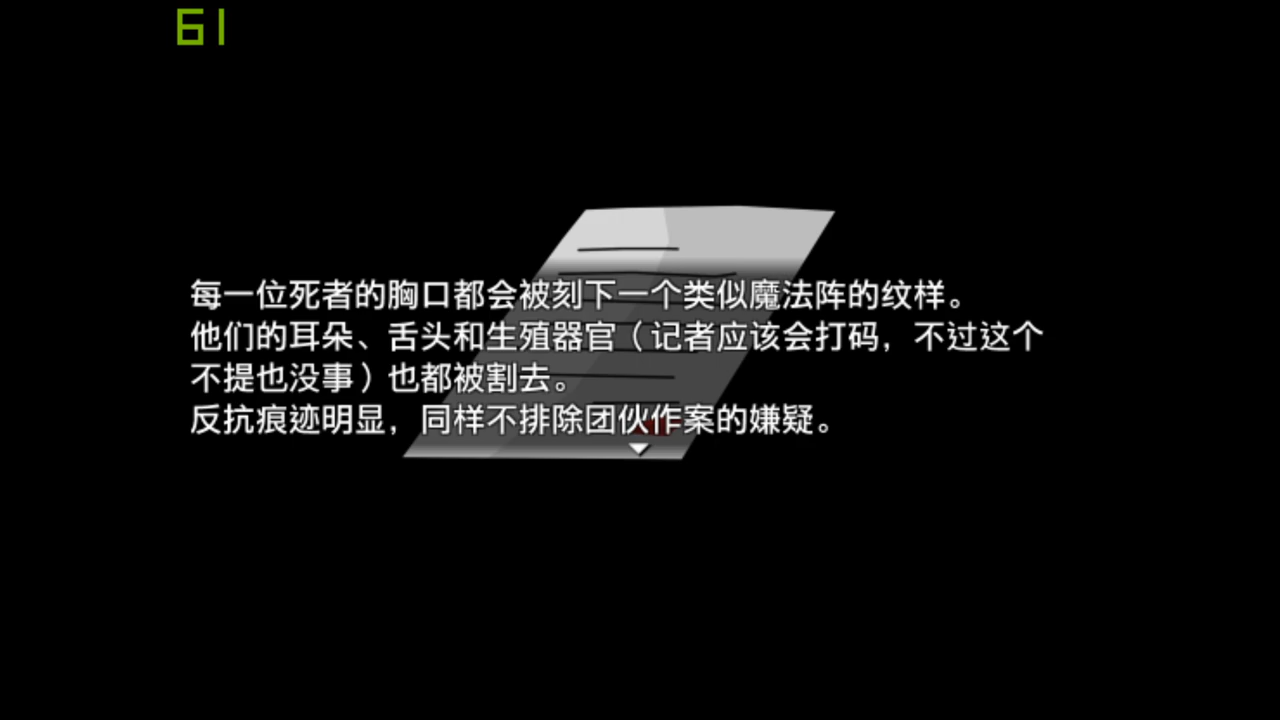 61
每一位死者的胸口都会被刻下一个类似魔法阵的纹样。
他们的耳朵、舌头和生殖器官（记者应该会打码，不过这个
不提也没事）也都被割去。
反抗痕迹明显，同样不排除团伙作案的嫌疑。